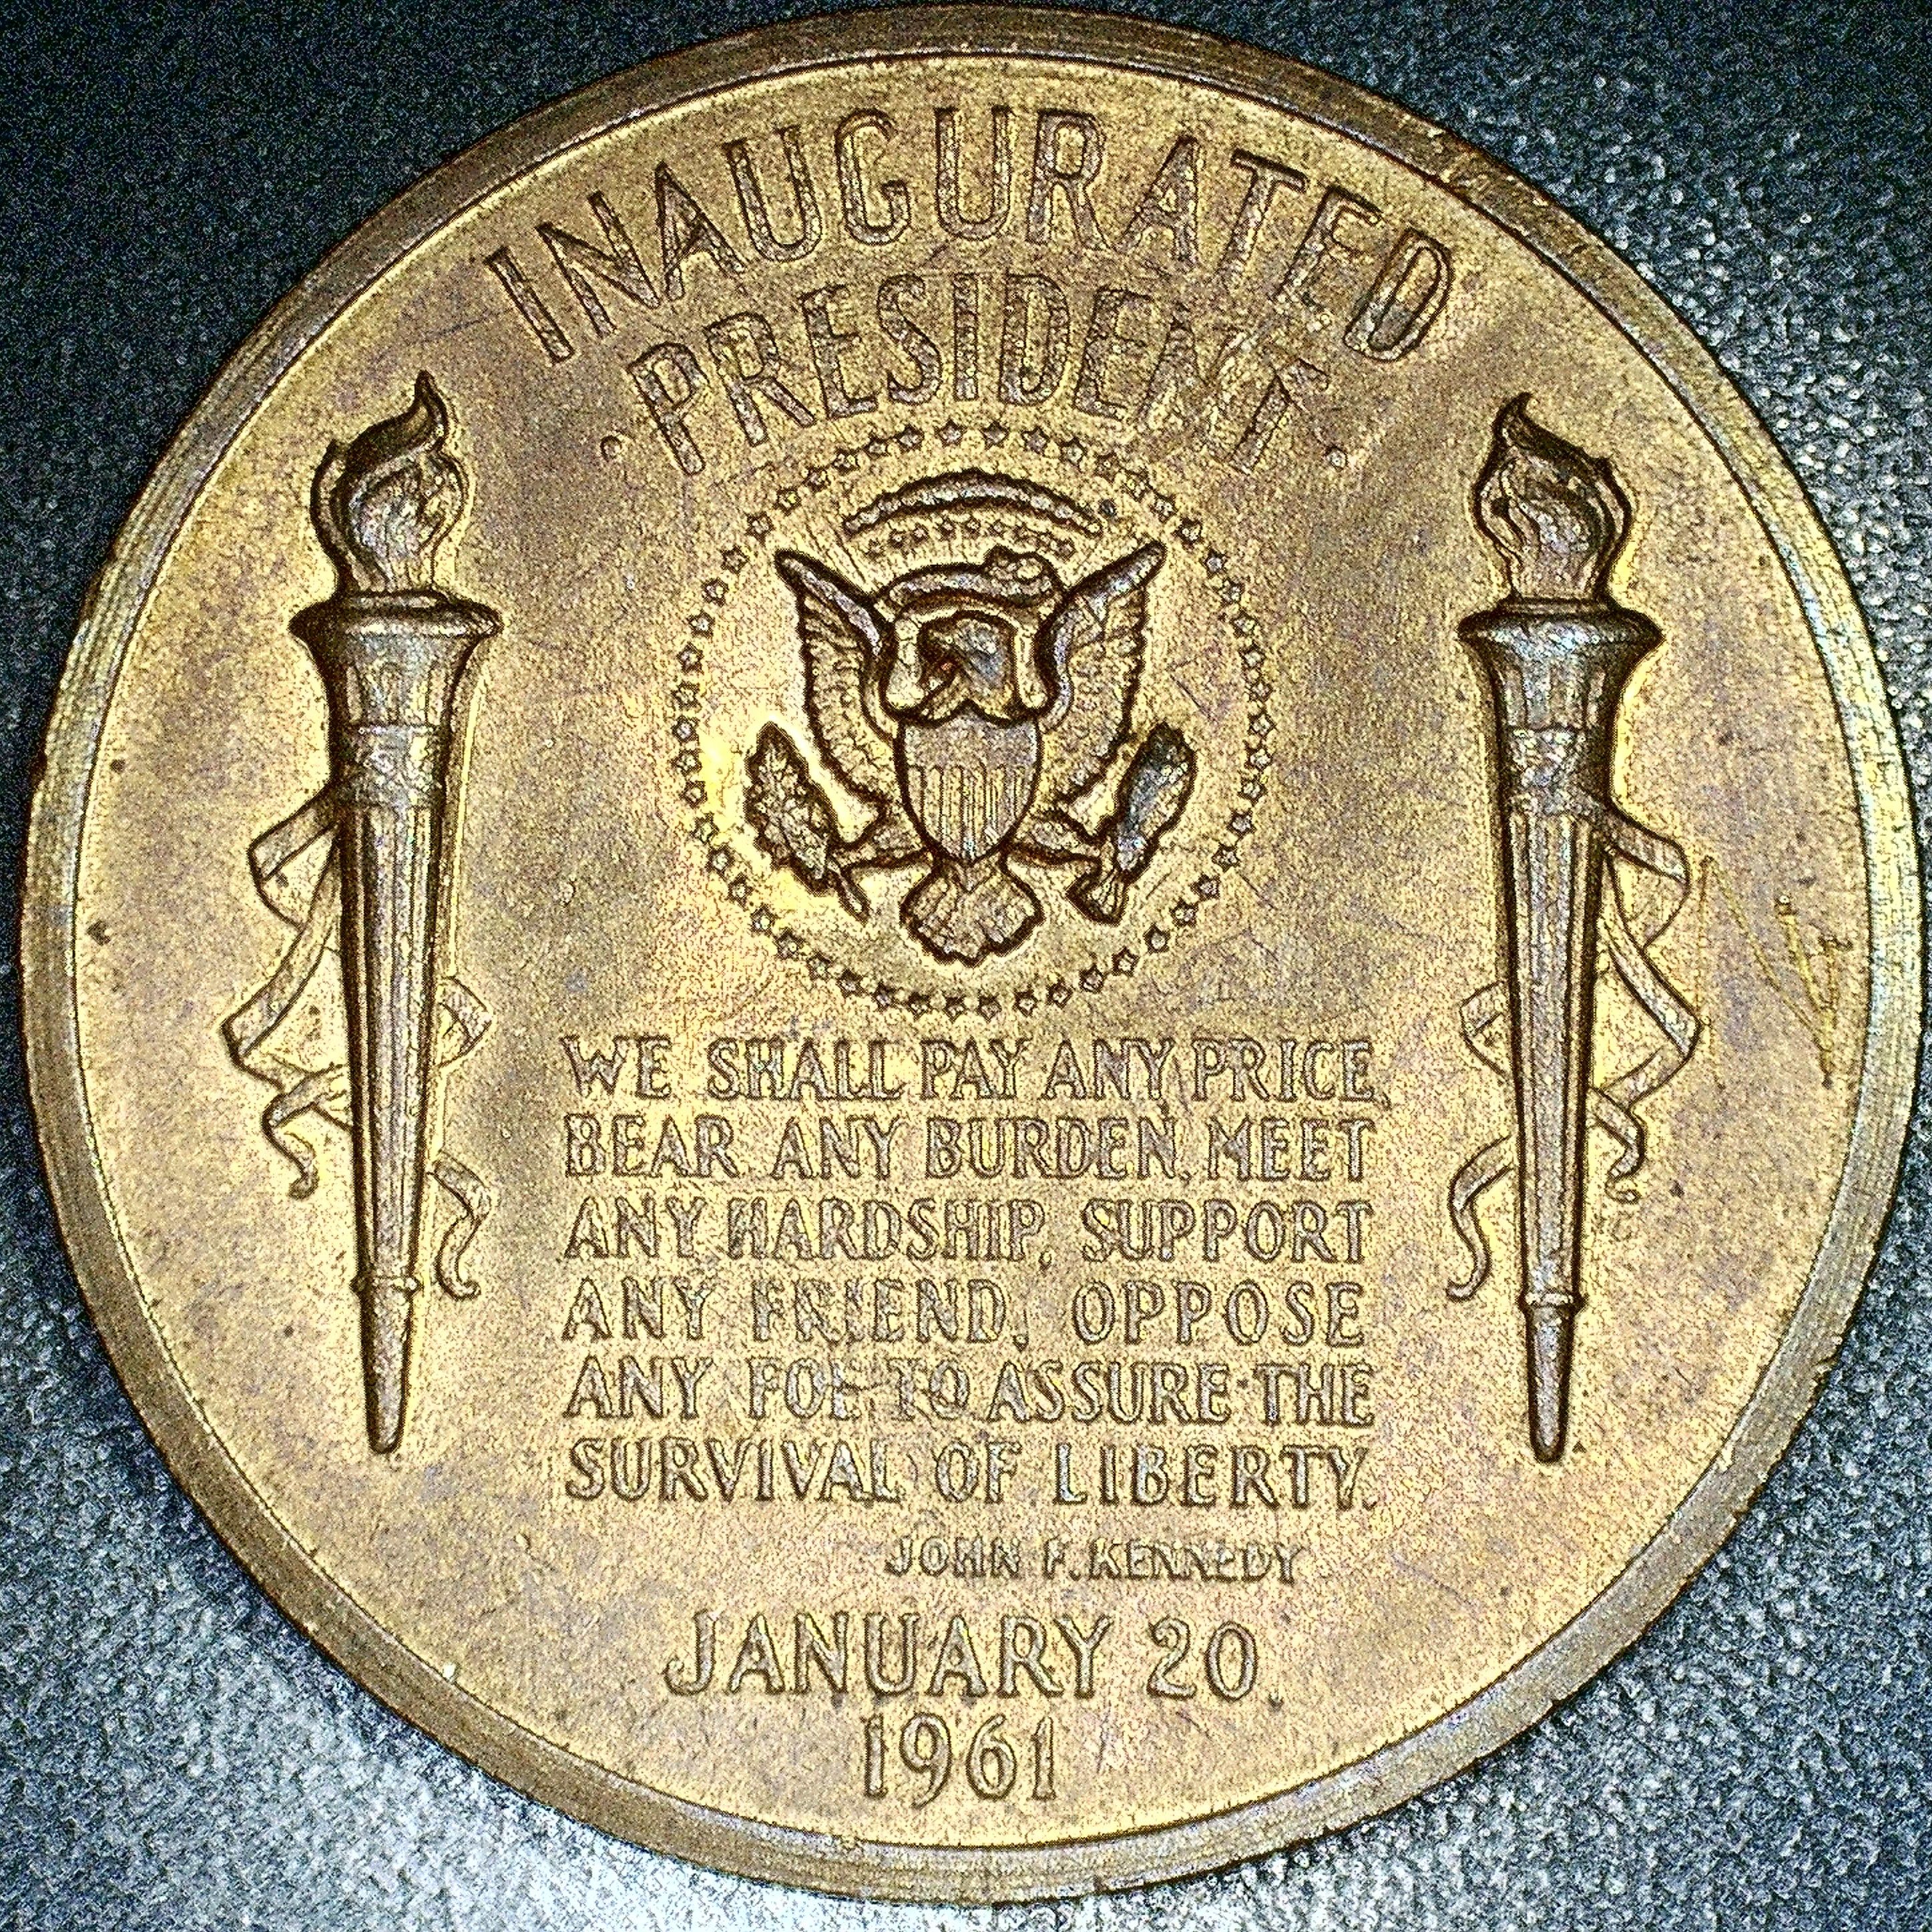 INAUGURATED
· PRESIDENT ·
WE SHALL PAY ANY PRICE,
BEAR ANY BURDEN, MEET
ANY HARDSHIP, SUPPORT
ANY FRIEND, OPPOSE
ANY FOE TO ASSURE THE
SURVIVAL OF LIBERTY.
JOHN F. KENNEDY
JANUARY 20,
1961